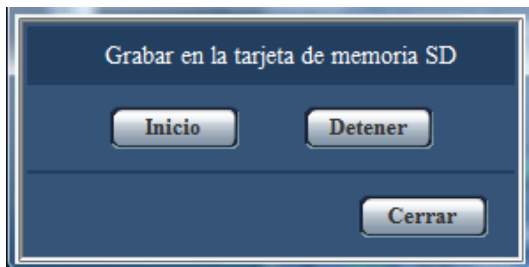 Grabar en la tarjeta de memoria SD
Inicio Detener
Cerrar